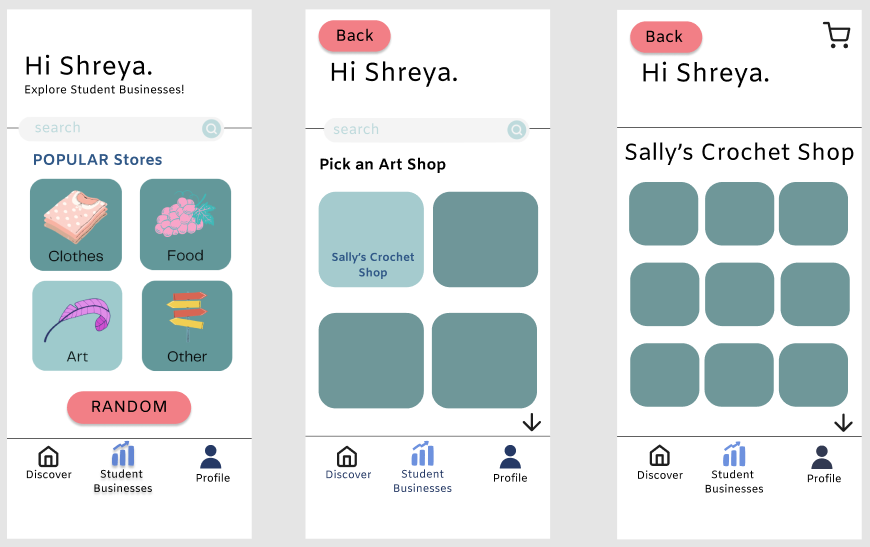 Hi Shreya.
Explore Student Businesses!
search
POPULAR Stores
Clothes
Food
Art
Other
RANDOM
Discover
Student
Businesses
Profile
Back
Hi Shreya.
search
Pick an Art Shop
Sally's Crochet
Shop
Discover
Student
Businesses
Profile
Back
Hi Shreya.
Sally's Crochet Shop
Discover
Student
Businesses
Profile